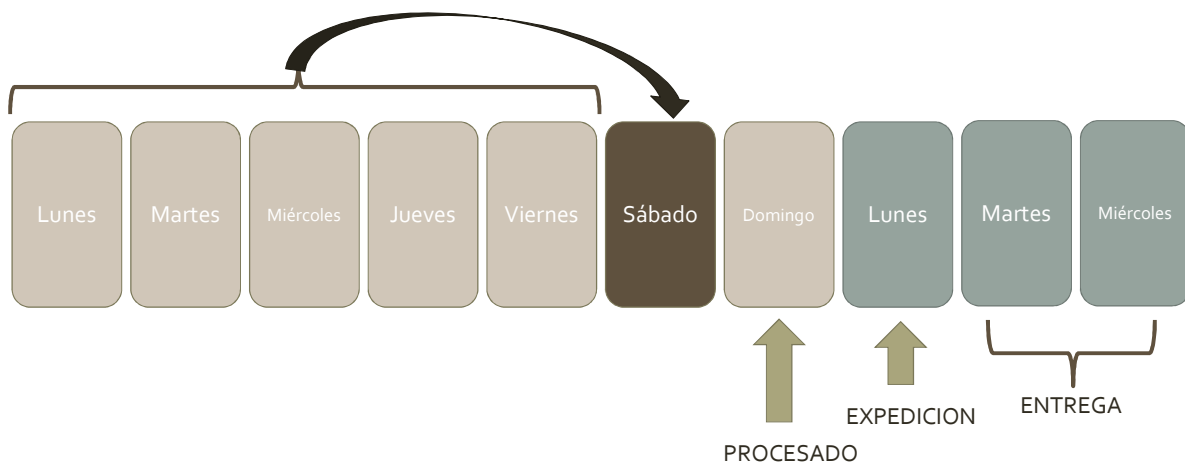 Lunes
Martes
Miércoles
Jueves
Viernes
Sábado
Domingo
Lunes
Martes
Miércoles
PROCESADO
EXPEDICION
ENTREGA